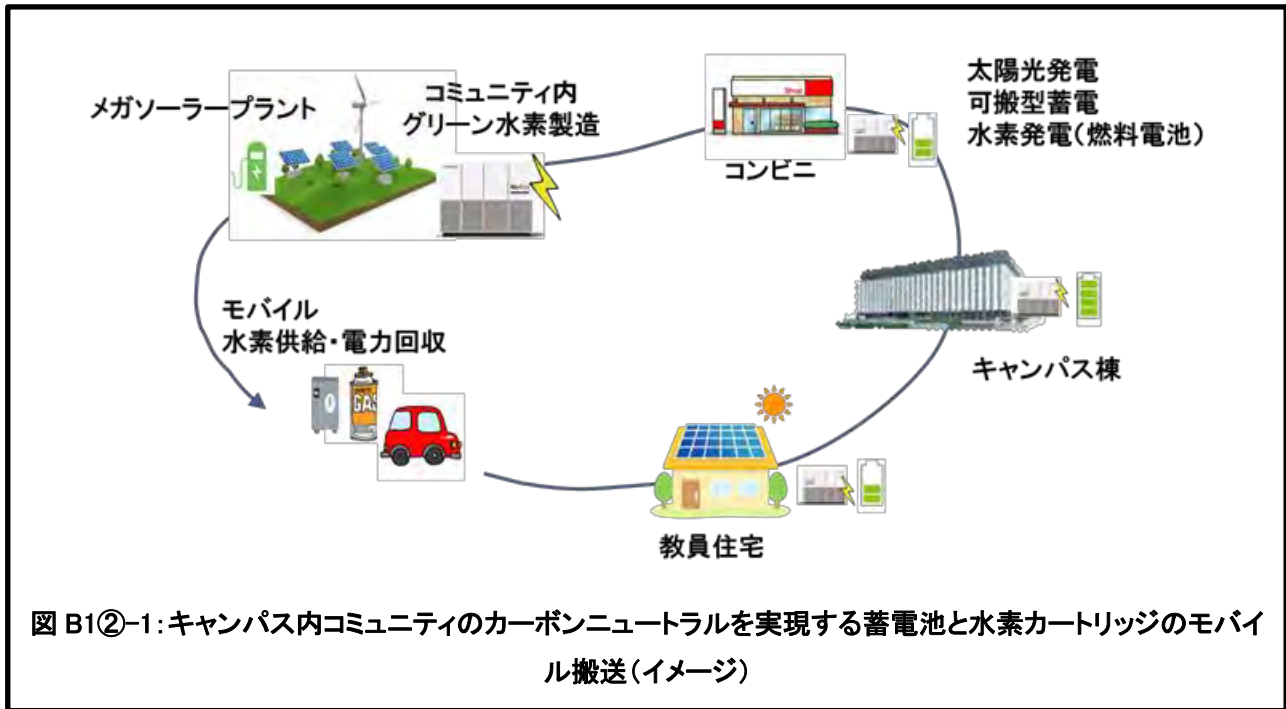 メガソーラープラント
コミュニティ内
グリーン水素製造
Shop
コンビニ
太陽光発電
可搬型蓄電
水素発電(燃料電池)
キャンパス棟
モバイル
水素供給・電力回収
GAS
教員住宅
図 B1②-1:キャンパス内コミュニティのカーボンニュートラルを実現する蓄電池と水素カートリッジのモバイ
ル搬送(イメージ)